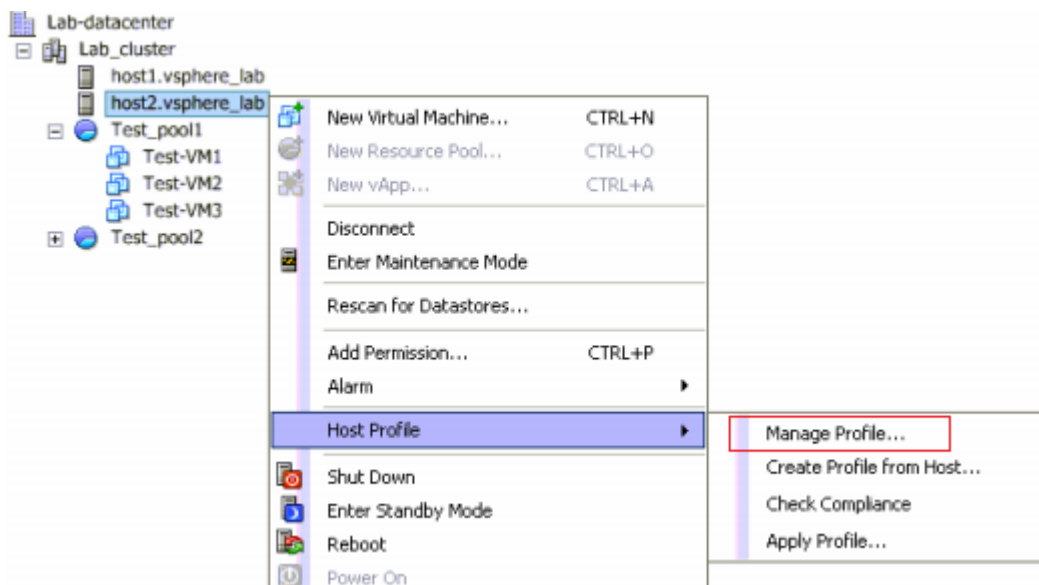 Lab-datacenter
Lab_cluster
host1.vsphere_lab
host2.vsphere_lab
Test_pool1
Test-VM1
Test-VM2
Test-VM3
Test_pool2
New Virtual Machine... CTRL+N
New Resource Pool... CTRL+O
New vApp... CTRL+A
Disconnect
Enter Maintenance Mode
Rescan for Datastores...
Add Permission... CTRL+P
Alarm
Host Profile
Shut Down
Enter Standby Mode
Reboot
Power On
Manage Profile...
Create Profile from Host...
Check Compliance
Apply Profile...